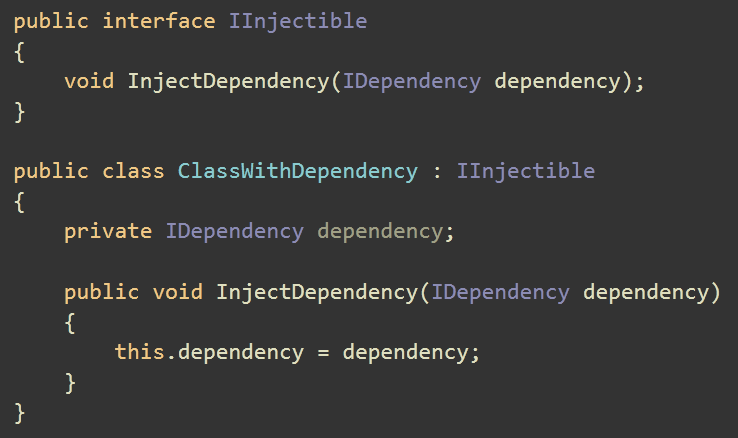 public interface IInjectible
{
    void InjectDependency(IDependency dependency);
}

public class ClassWithDependency : IInjectible
{
    private IDependency dependency;

    public void InjectDependency(IDependency dependency)
    {
        this.dependency = dependency;
    }
}